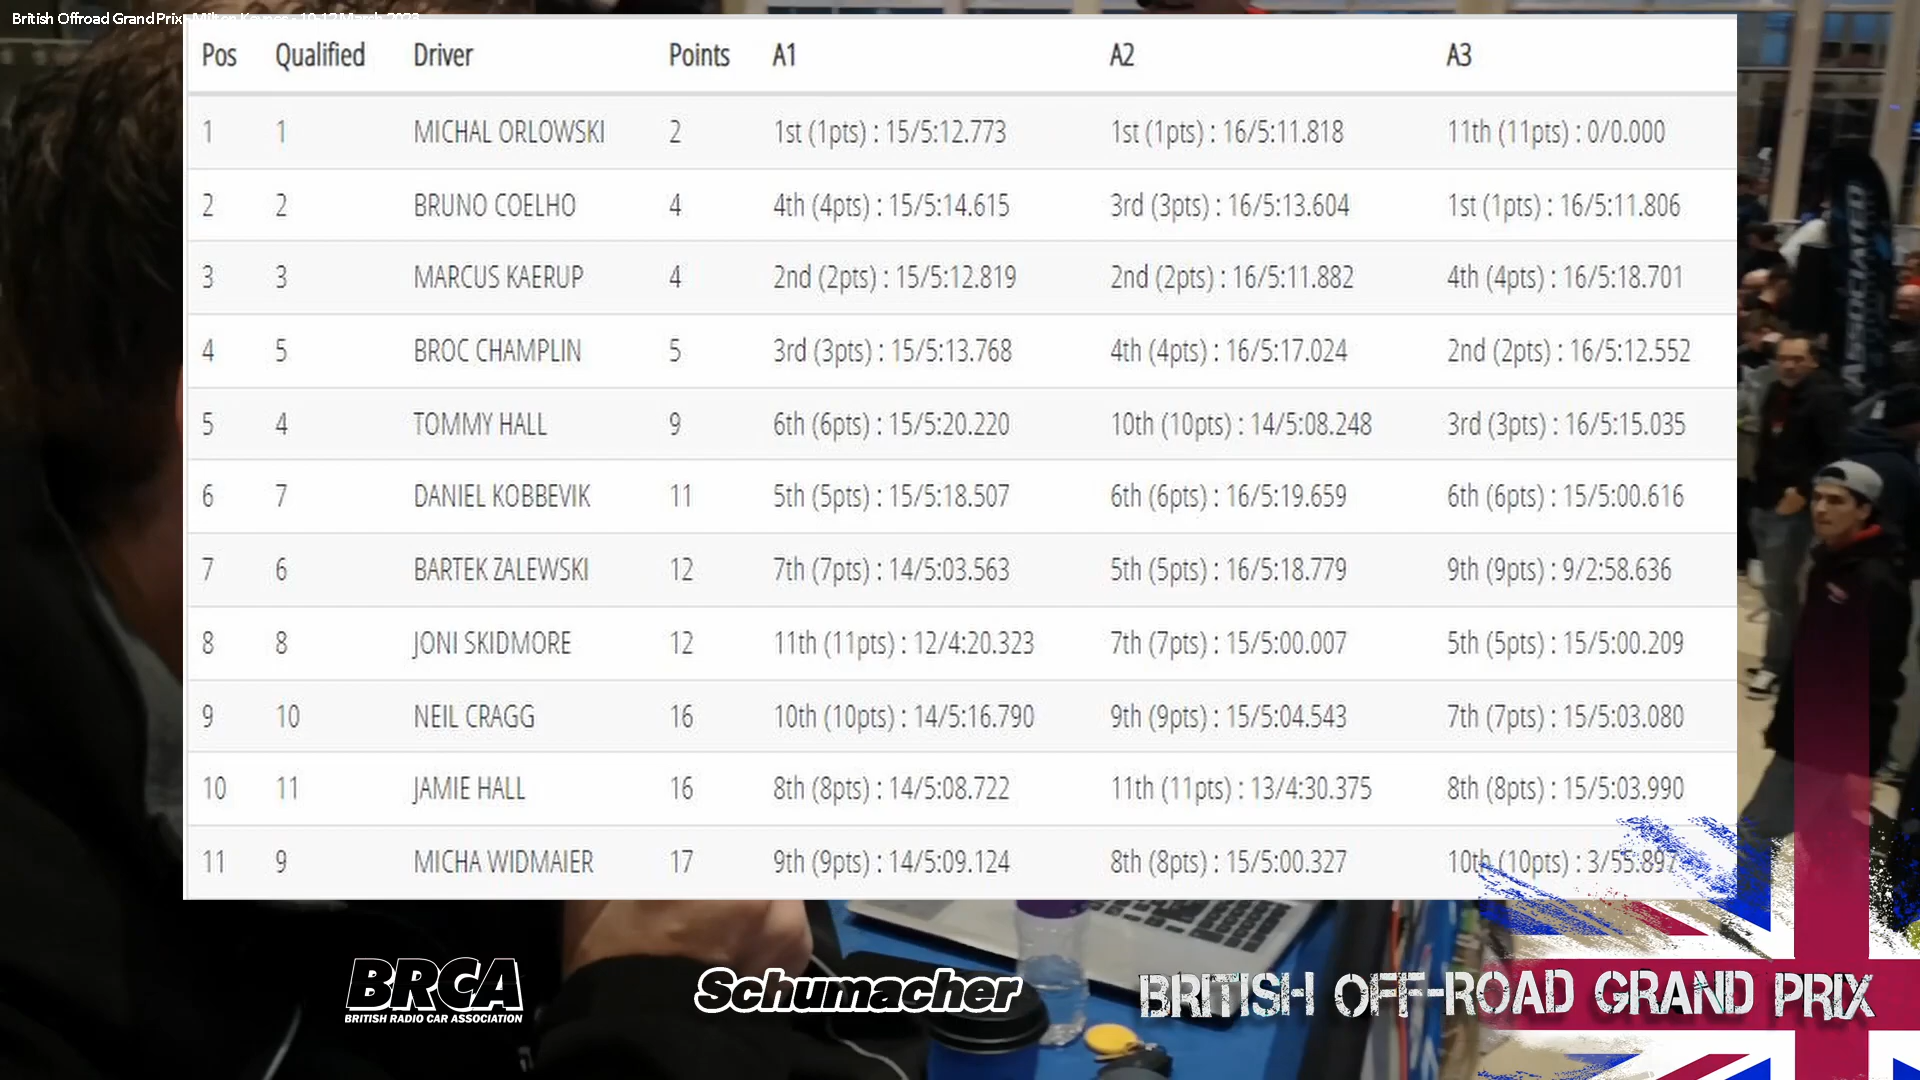 British Offroad Grand Prix - Milton Keynes - 10-12 March 2023
Pos Qualified Driver Points A1 A2 A3
1 1 MICHAL ORLOWSKI 2 1st (1pts) : 15/5:12.773 1st (1pts) : 16/5:11.818 11th (11pts) : 0/0.000
2 2 BRUNO COELHO 4 4th (4pts) : 15/5:14.615 3rd (3pts) : 16/5:13.604 1st (1pts) : 16/5:11.806
3 3 MARCUS KAERUP 4 2nd (2pts) : 15/5:12.819 2nd (2pts) : 16/5:11.882 4th (4pts) : 16/5:18.701
4 5 BROC CHAMPLIN 5 3rd (3pts) : 15/5:13.768 4th (4pts) : 16/5:17.024 2nd (2pts) : 16/5:12.552
5 4 TOMMY HALL 9 6th (6pts) : 15/5:20.220 10th (10pts) : 14/5:08.248 3rd (3pts) : 16/5:15.035
6 7 DANIEL KOBBEVIK 11 5th (5pts) : 15/5:18.507 6th (6pts) : 16/5:19.659 6th (6pts) : 15/5:00.616
7 6 BARTEK ZALEWSKI 12 7th (7pts) : 14/5:03.563 5th (5pts) : 16/5:18.779 9th (9pts) : 9/2:58.636
8 8 JONI SKIDMORE 12 11th (11pts) : 12/4:20.323 7th (7pts) : 15/5:00.007 5th (5pts) : 15/5:00.209
9 10 NEIL CRAGG 16 10th (10pts) : 14/5:16.790 9th (9pts) : 15/5:04.543 7th (7pts) : 15/5:03.080
10 11 JAMIE HALL 16 8th (8pts) : 14/5:08.722 11th (11pts) : 13/4:30.375 8th (8pts) : 15/5:03.990
11 9 MICHA WIDMAIER 17 9th (9pts) : 14/5:09.124 8th (8pts) : 15/5:00.327 10th (10pts) : 3/55.897
ASSOCIATED
BRCA
BRITISH RADIO CAR ASSOCIATION
Schumacher
BRITISH OFF-ROAD GRAND PRIX